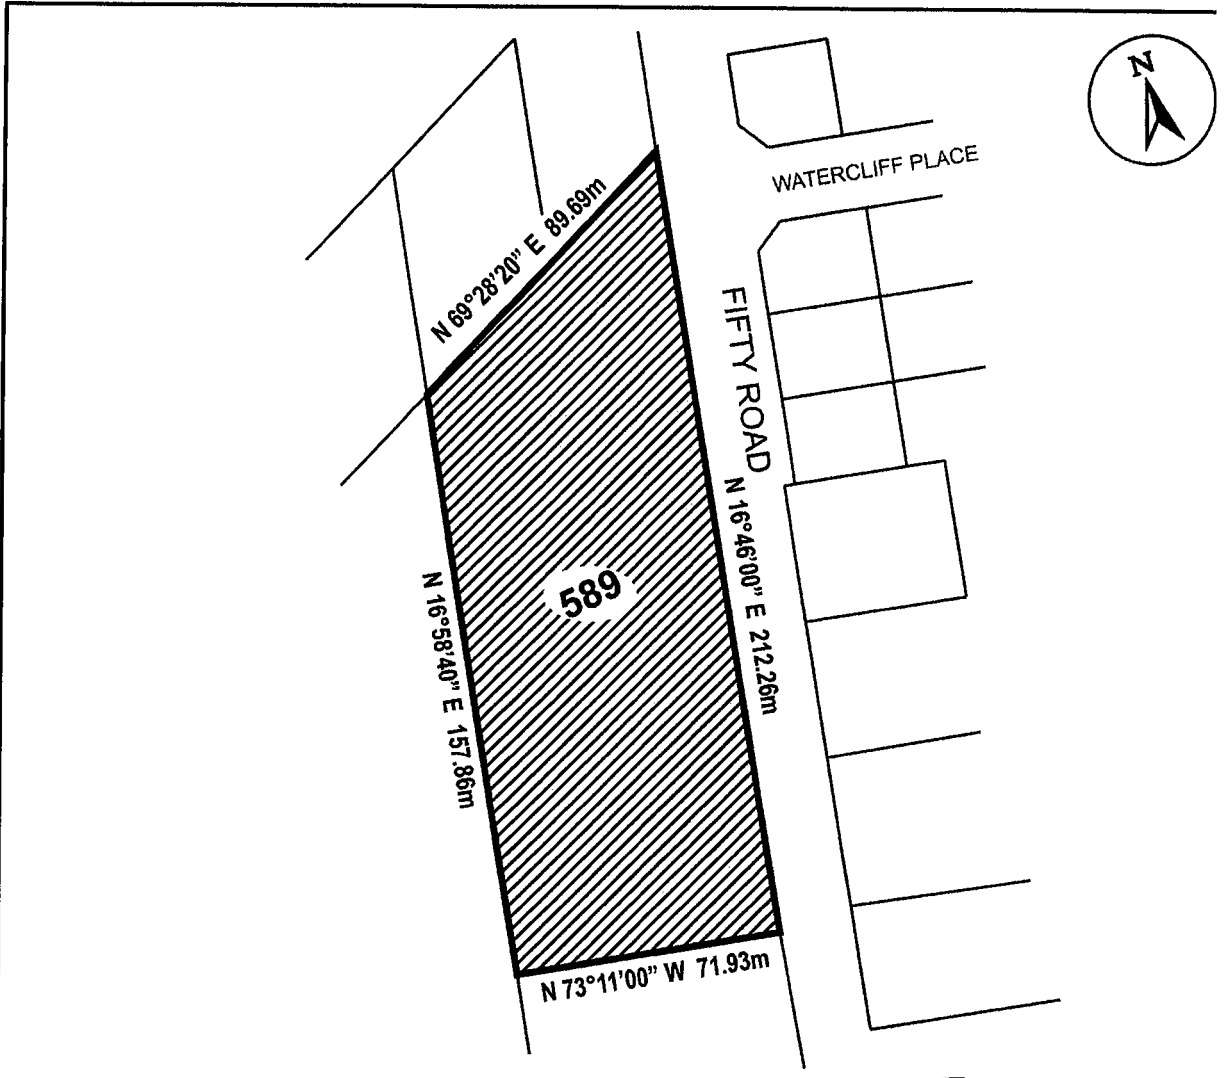 N
WATERCLIFF PLACE
N 69°28'20" E 89.69m
FIFTY ROAD
N 16°46'00" E 212.26m
589
N 16°58'40" E 157.86m
N 73°11'00" W 71.93m